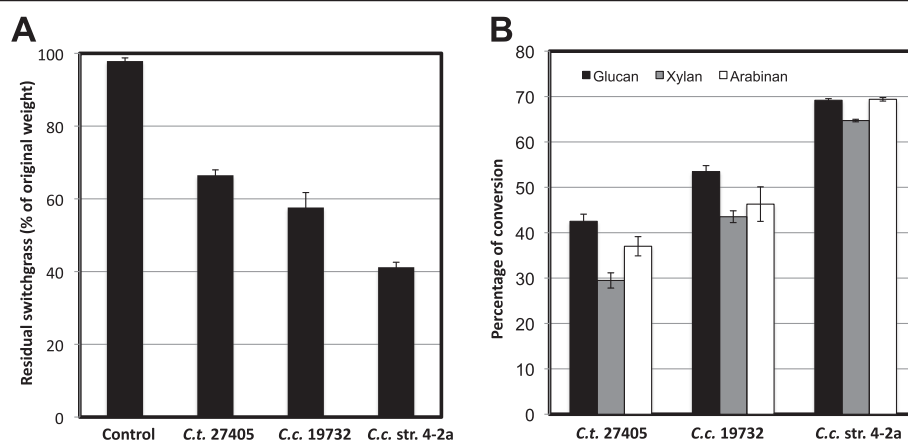 A
Residual switchgrass (% of original weight)
100
80
60
40
20
0
Control C.t. 27405 C.c. 19732 C.c. str. 4-2a
B
Percentage of conversion
80
70
60
50
40
30
20
10
0
Glucan Xylan Arabinan
C.t. 27405 C.c. 19732 C.c. str. 4-2a